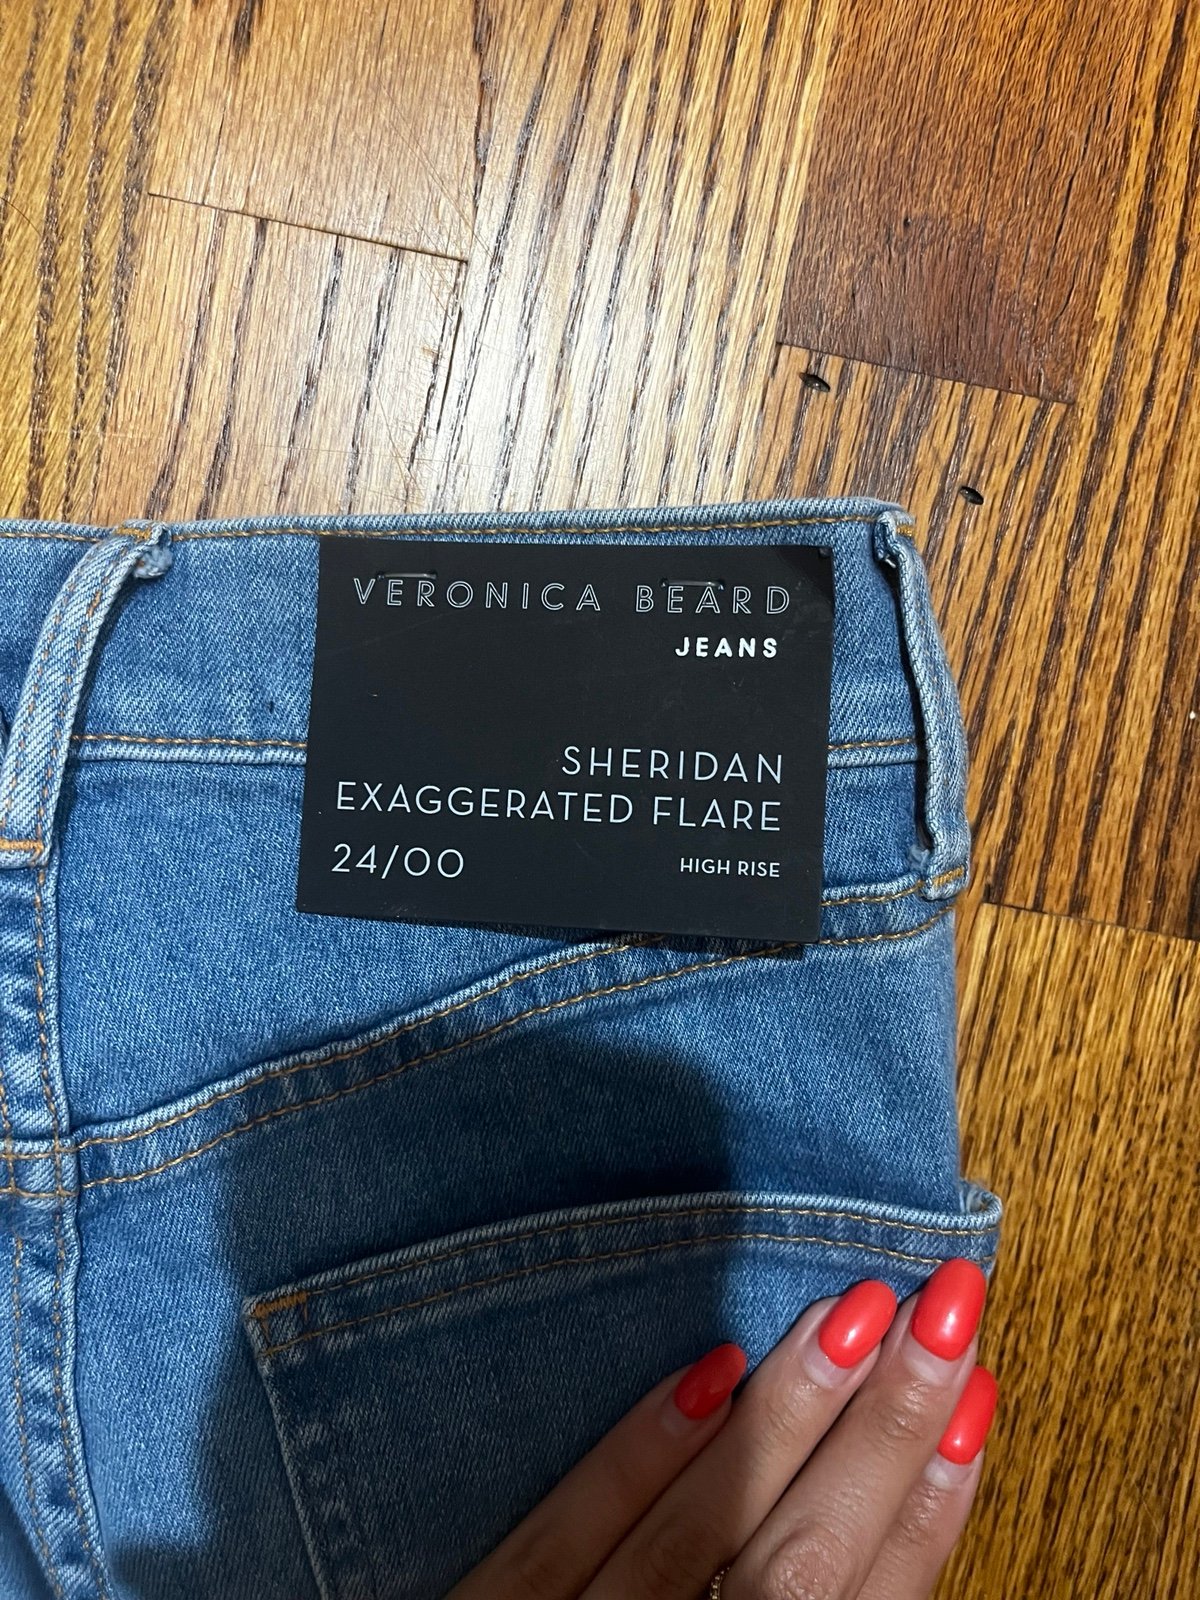 VERONICA BEARD
JEANS
SHERIDAN
EXAGGERATED FLARE
24/00
HIGH RISE